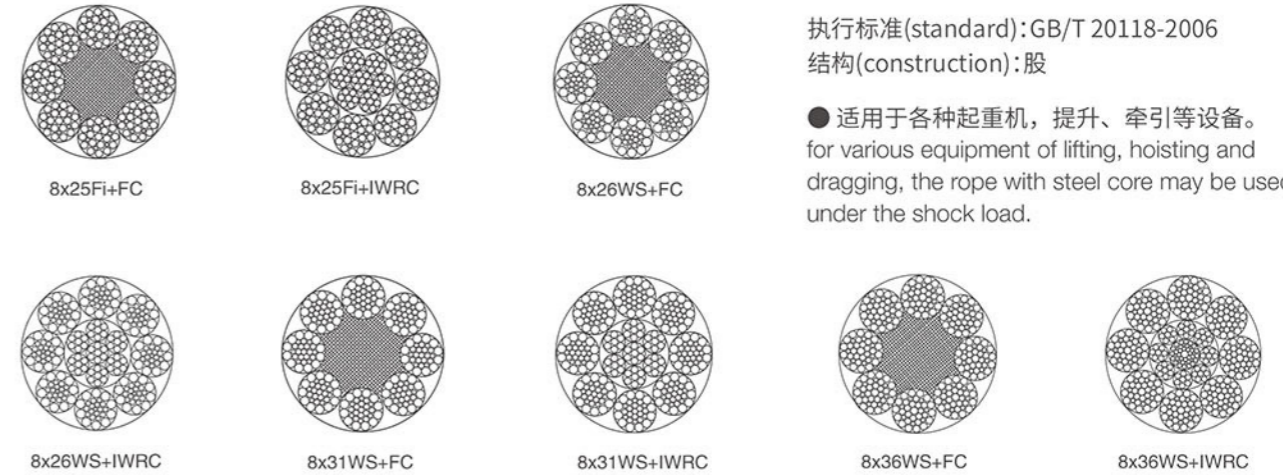 执行标准(standard):GB/T 20118-2006
结构(construction):股
● 适用于各种起重机，提升、牵引等设备。
for various equipment of lifting, hoisting and
dragging, the rope with steel core may be used
under the shock load.
8x25Fi+FC
8x25Fi+IWRC
8x26WS+FC
8x26WS+IWRC
8x31WS+FC
8x31WS+IWRC
8x36WS+FC
8x36WS+IWRC